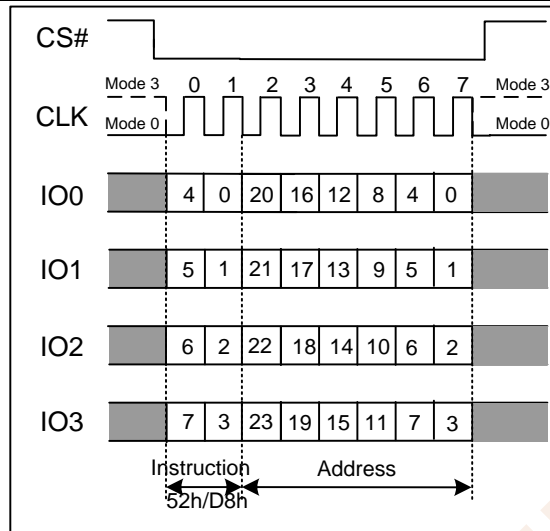 CS#
Mode 3 0 1 2 3 4 5 6 7 Mode 3
CLK
Mode 0 Mode 0
IO0 4 0 20 16 12 8 4 0
IO1 5 1 21 17 13 9 5 1
IO2 6 2 22 18 14 10 6 2
IO3 7 3 23 19 15 11 7 3
Instruction Address
52h/D8h